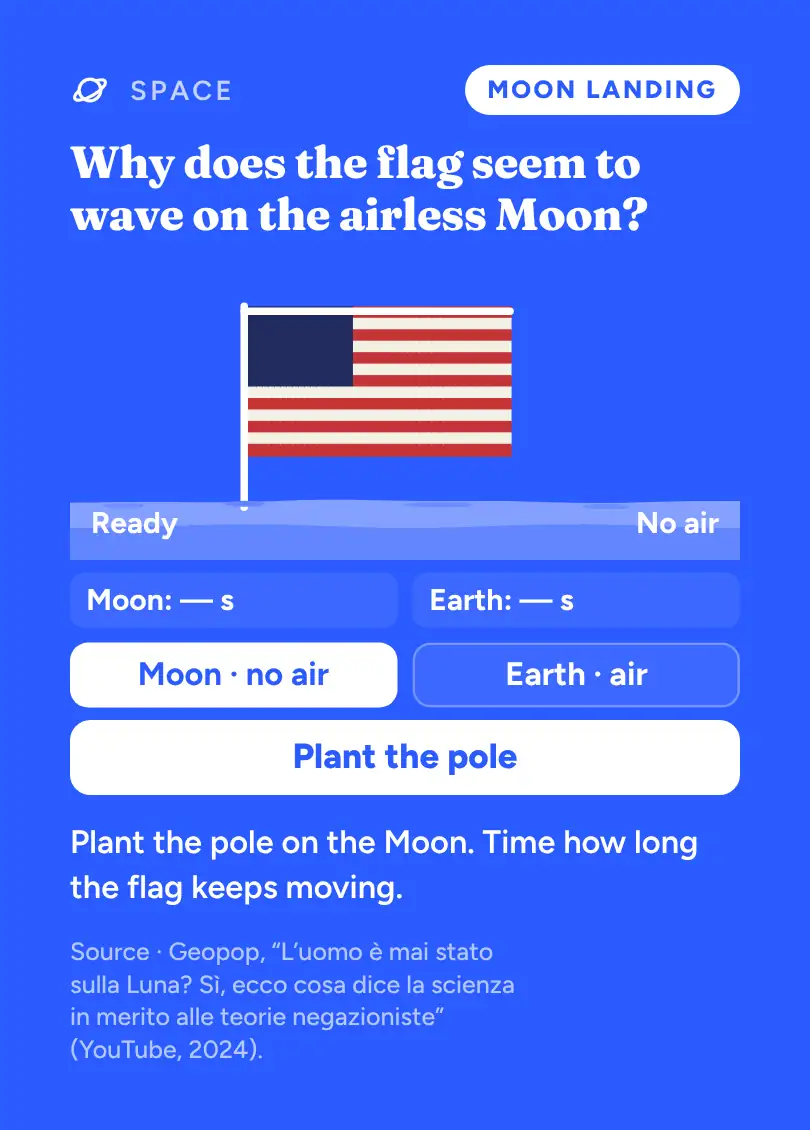 SPACE
MOON LANDING
Why does the flag seem to
wave on the airless Moon?
Ready
No air
Moon: — s
Earth: — s
Moon · no air
Earth · air
Plant the pole
Plant the pole on the Moon. Time how long
the flag keeps moving.
Source · Geopop, “L’uomo è mai stato
sulla Luna? Sì, ecco cosa dice la scienza
in merito alle teorie negazioniste”
(YouTube, 2024).